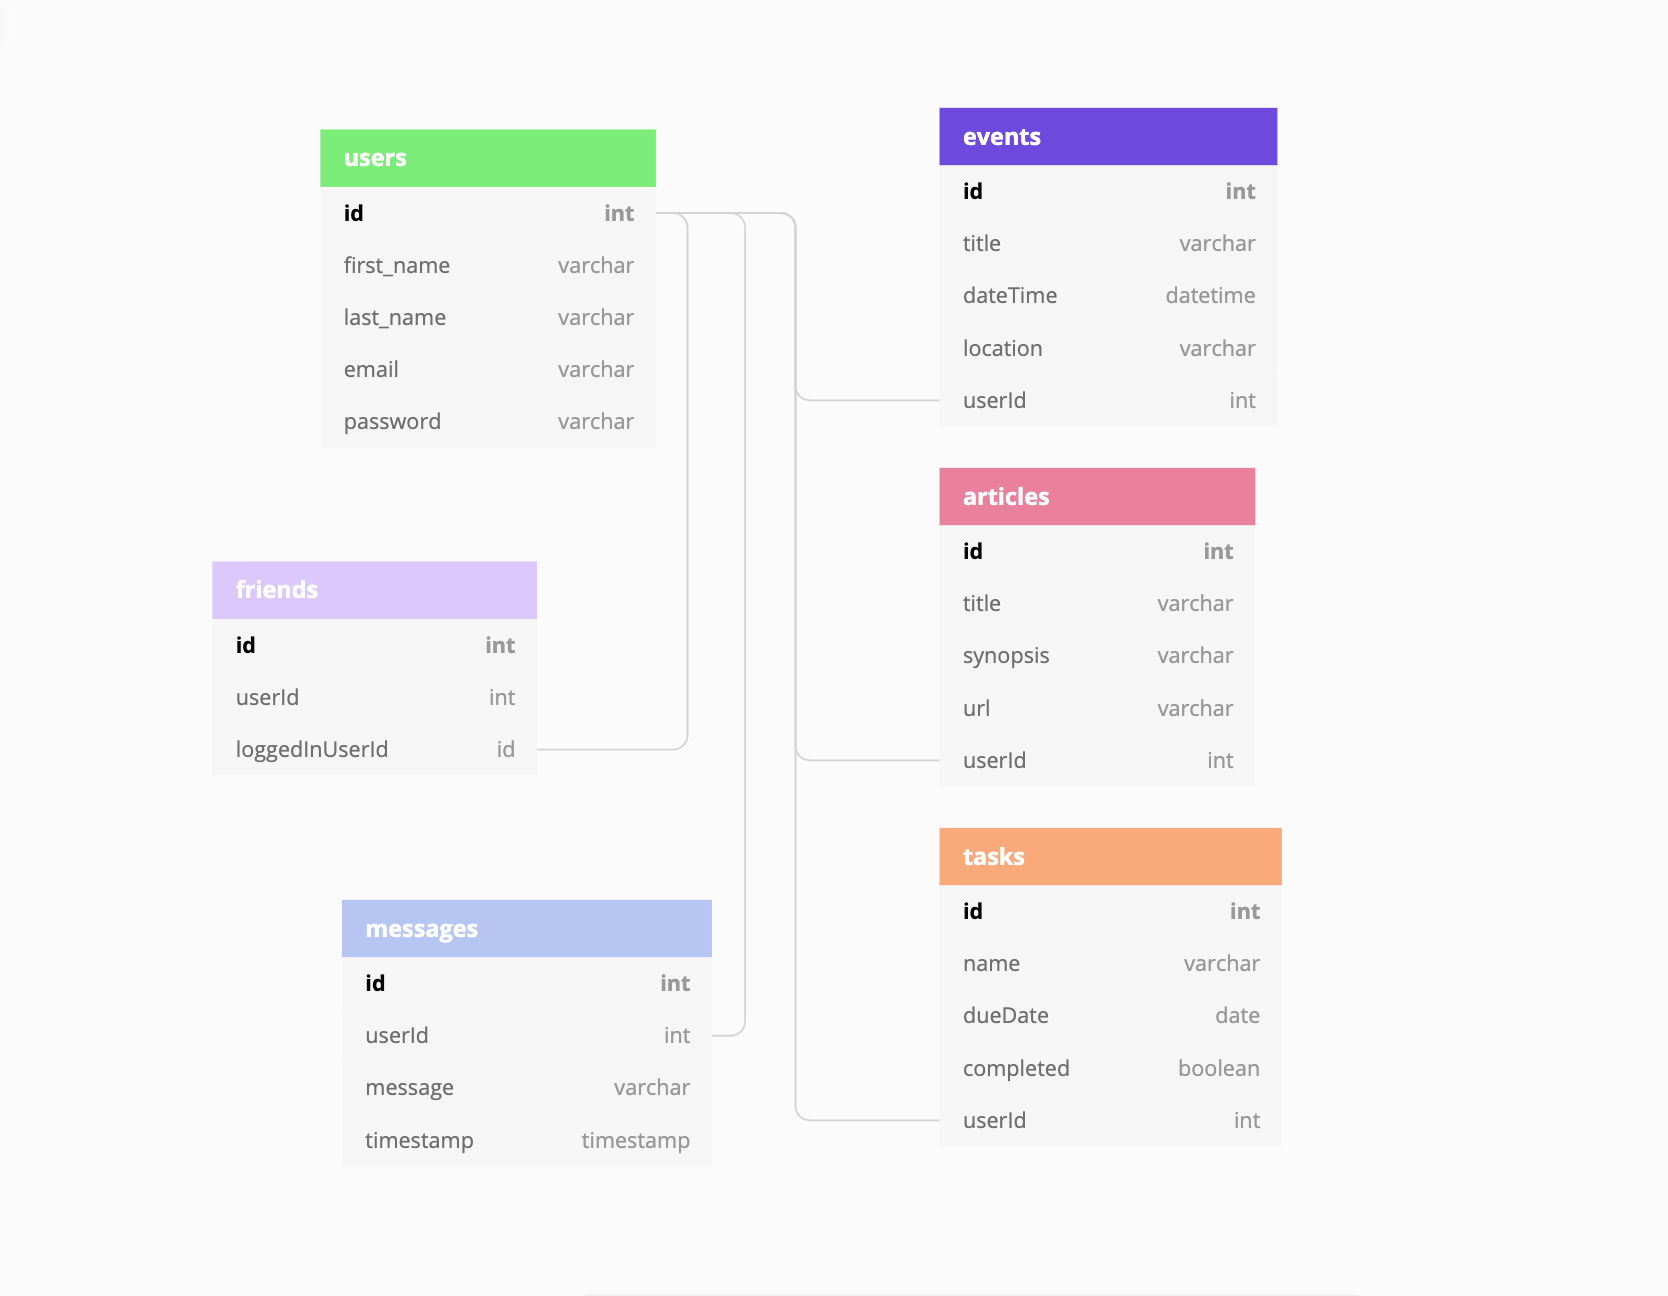 users
id int
first_name varchar
last_name varchar
email varchar
password varchar
friends
id int
userId int
loggedInUserId id
messages
id int
userId int
message varchar
timestamp timestamp
events
id int
title varchar
dateTime datetime
location varchar
userId int
articles
id int
title varchar
synopsis varchar
url varchar
userId int
tasks
id int
name varchar
dueDate date
completed boolean
userId int